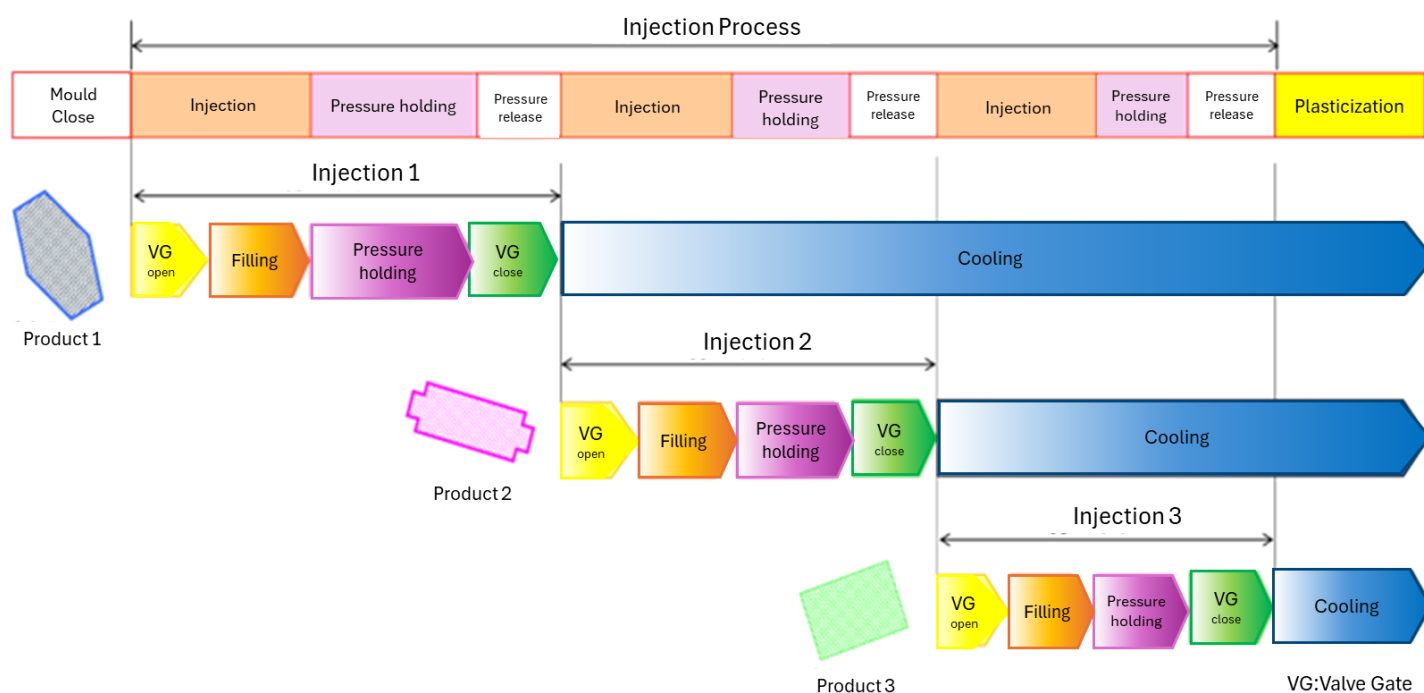 Injection Process
Mould
Close
Injection
Pressure holding
Pressure
release
Injection
Pressure
holding
Pressure
release
Injection
Pressure
holding
Pressure
release
Plasticization
Injection 1
VG
open
Filling
Pressure
holding
VG
close
Cooling
Product 1
Injection 2
VG
open
Filling
Pressure
holding
VG
close
Cooling
Product 2
Injection 3
VG
open
Filling
Pressure
holding
VG
close
Cooling
Product 3
VG:Valve Gate